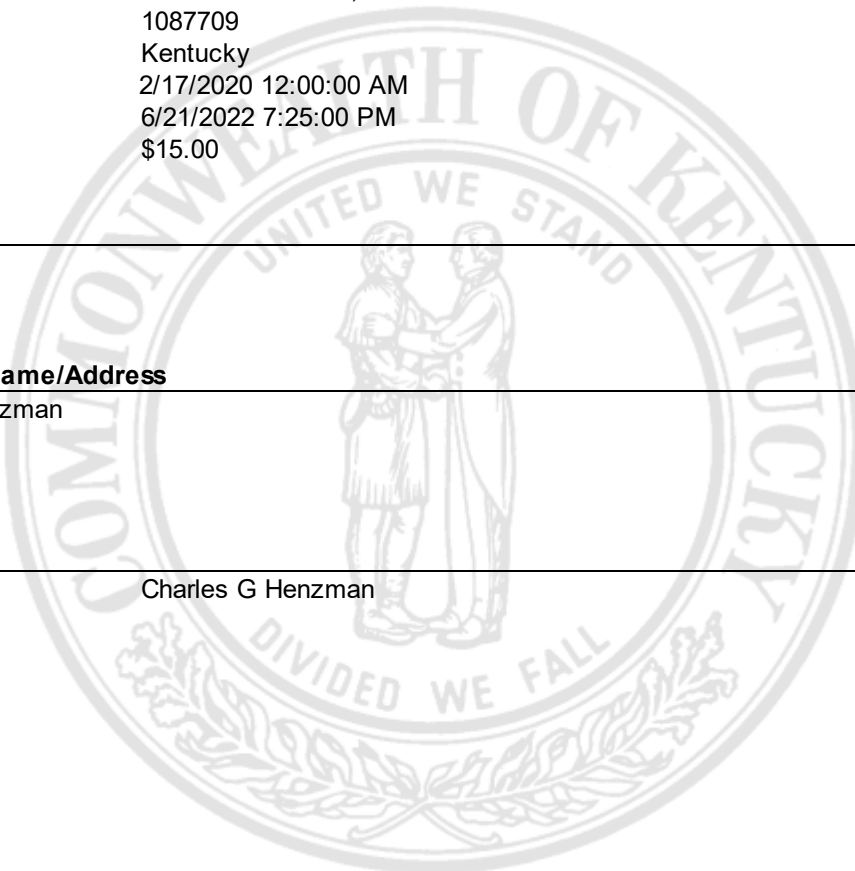 1087709
Kentucky
2/17/2020 12:00:00 AM
6/21/2022 7:25:00 PM
$15.00
COMMONWEALTH OF KENTUCKY
UNITED WE STAND
ame/Address
zman
Charles G Henzman
DIVIDED WE FALL